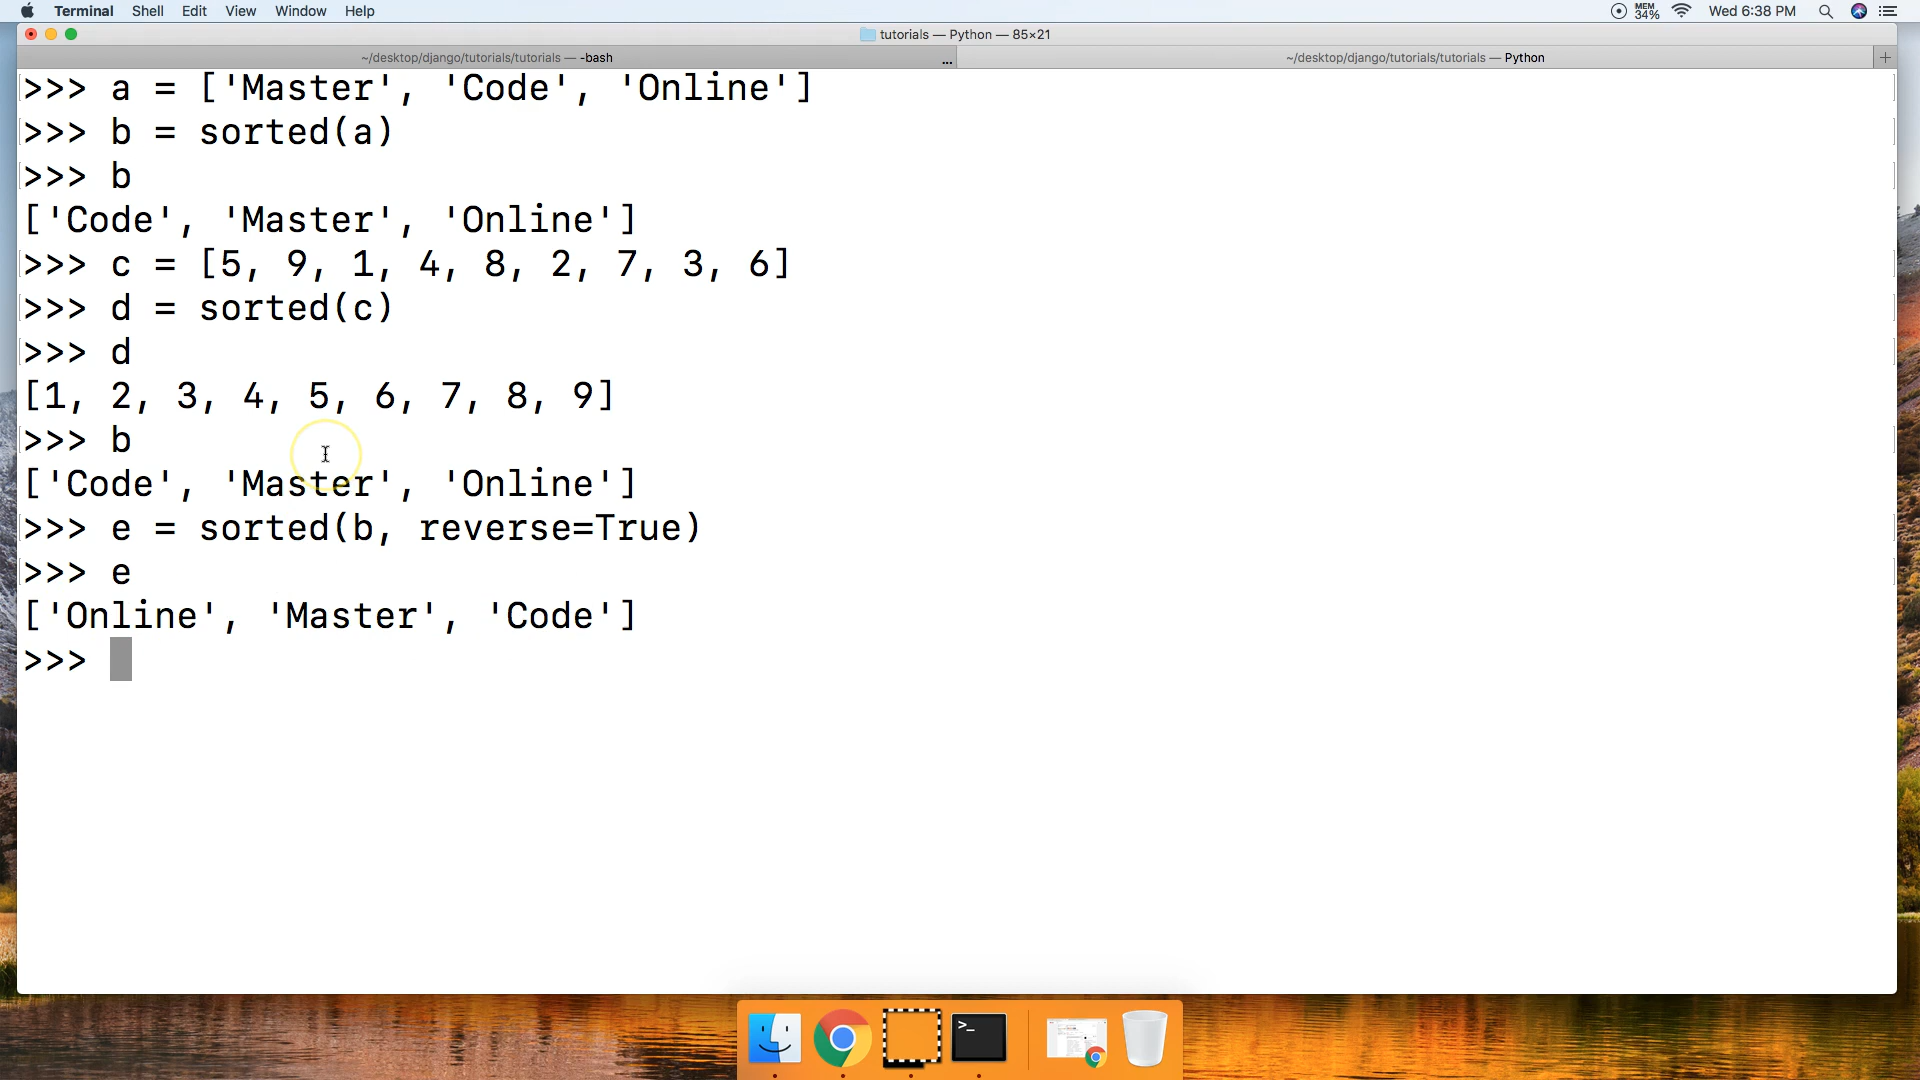 Terminal Shell Edit View Window Help MEM 34% Wed 6:38 PM
tutorials — Python — 85×21
~/desktop/django/tutorials/tutorials — -bash ... ~/desktop/django/tutorials/tutorials — Python +
>>> a = ['Master', 'Code', 'Online']
>>> b = sorted(a)
>>> b
['Code', 'Master', 'Online']
>>> c = [5, 9, 1, 4, 8, 2, 7, 3, 6]
>>> d = sorted(c)
>>> d
[1, 2, 3, 4, 5, 6, 7, 8, 9]
>>> b
['Code', 'Master', 'Online']
>>> e = sorted(b, reverse=True)
>>> e
['Online', 'Master', 'Code']
>>>
>_